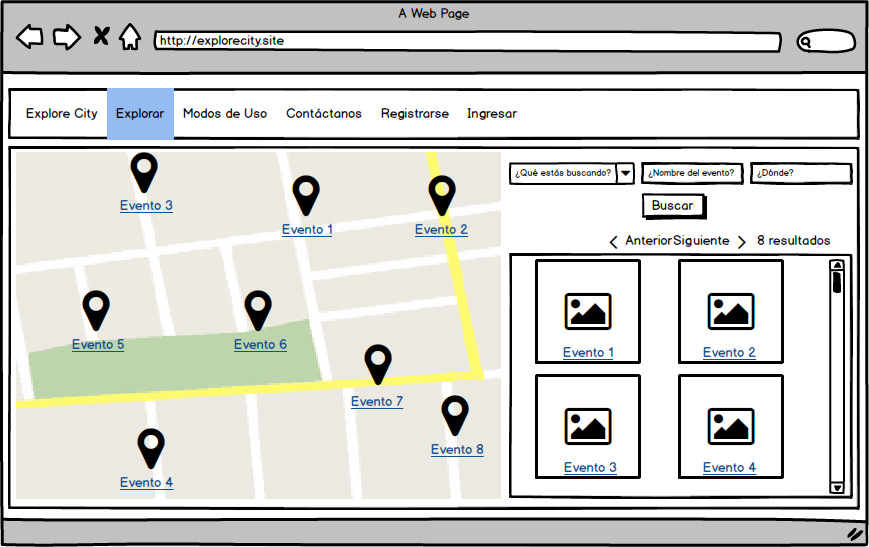 A Web Page
http://explorecity.site
Explore City Explorar Modos de Uso Contáctanos Registrarse Ingresar
Evento 3
Evento 1
Evento 2
Evento 5
Evento 6
Evento 7
Evento 8
Evento 4
¿Qué estás buscando? ¿Nombre del evento? ¿Dónde?
Buscar
AnteriorSiguiente 8 resultados
Evento 1 Evento 2
Evento 3 Evento 4